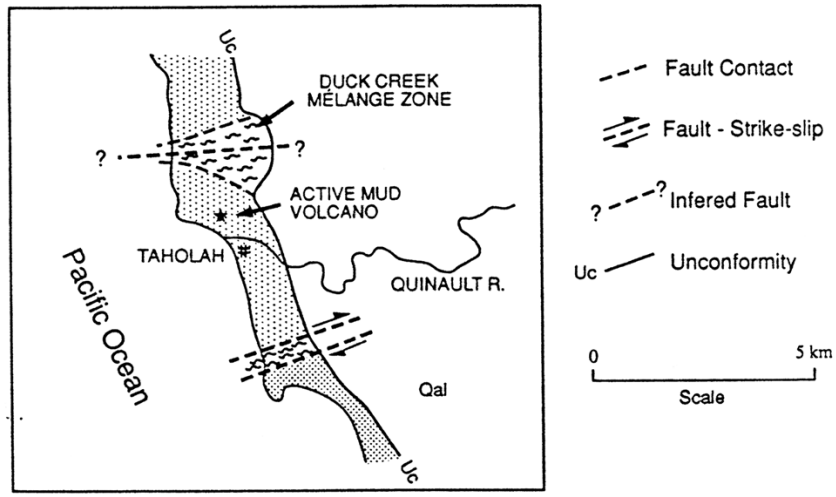 Uc
DUCK CREEK
MÉLANGE ZONE
?
?
ACTIVE MUD
VOLCANO
TAHOLAH
QUINAULT R.
Pacific Ocean
Qal
Uc
Fault Contact
Fault - Strike-slip
?
?
Infered Fault
Uc
Unconformity
0
5 km
Scale